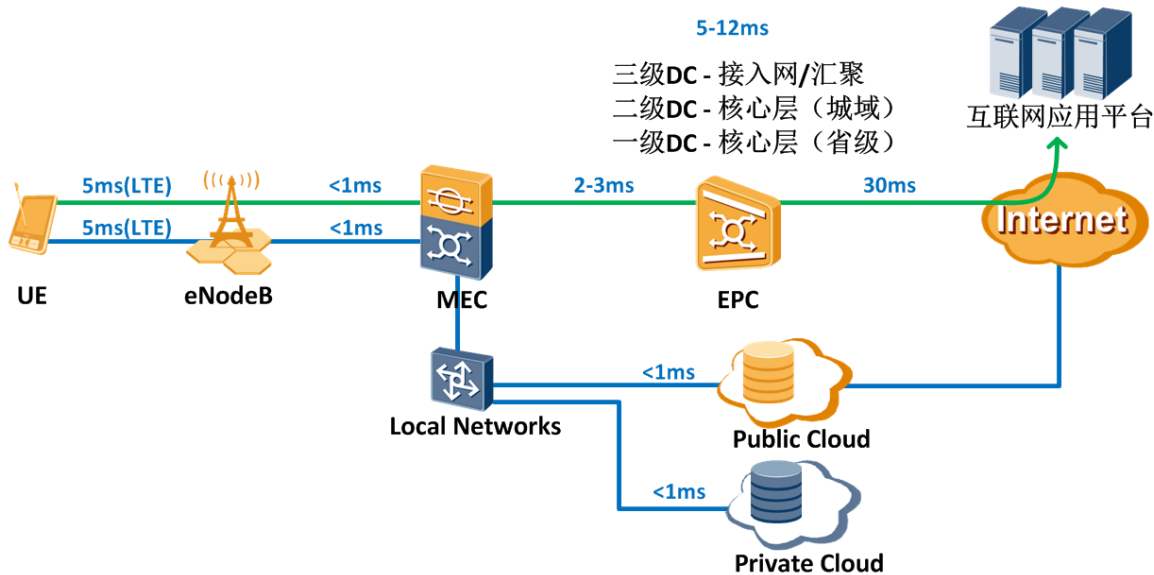 5-12ms
三级DC - 接入网/汇聚
二级DC - 核心层（城域）
一级DC - 核心层（省级）
互联网应用平台
5ms(LTE)
<1ms
2-3ms
30ms
5ms(LTE)
<1ms
Internet
UE
eNodeB
MEC
EPC
<1ms
Local Networks
Public Cloud
<1ms
Private Cloud